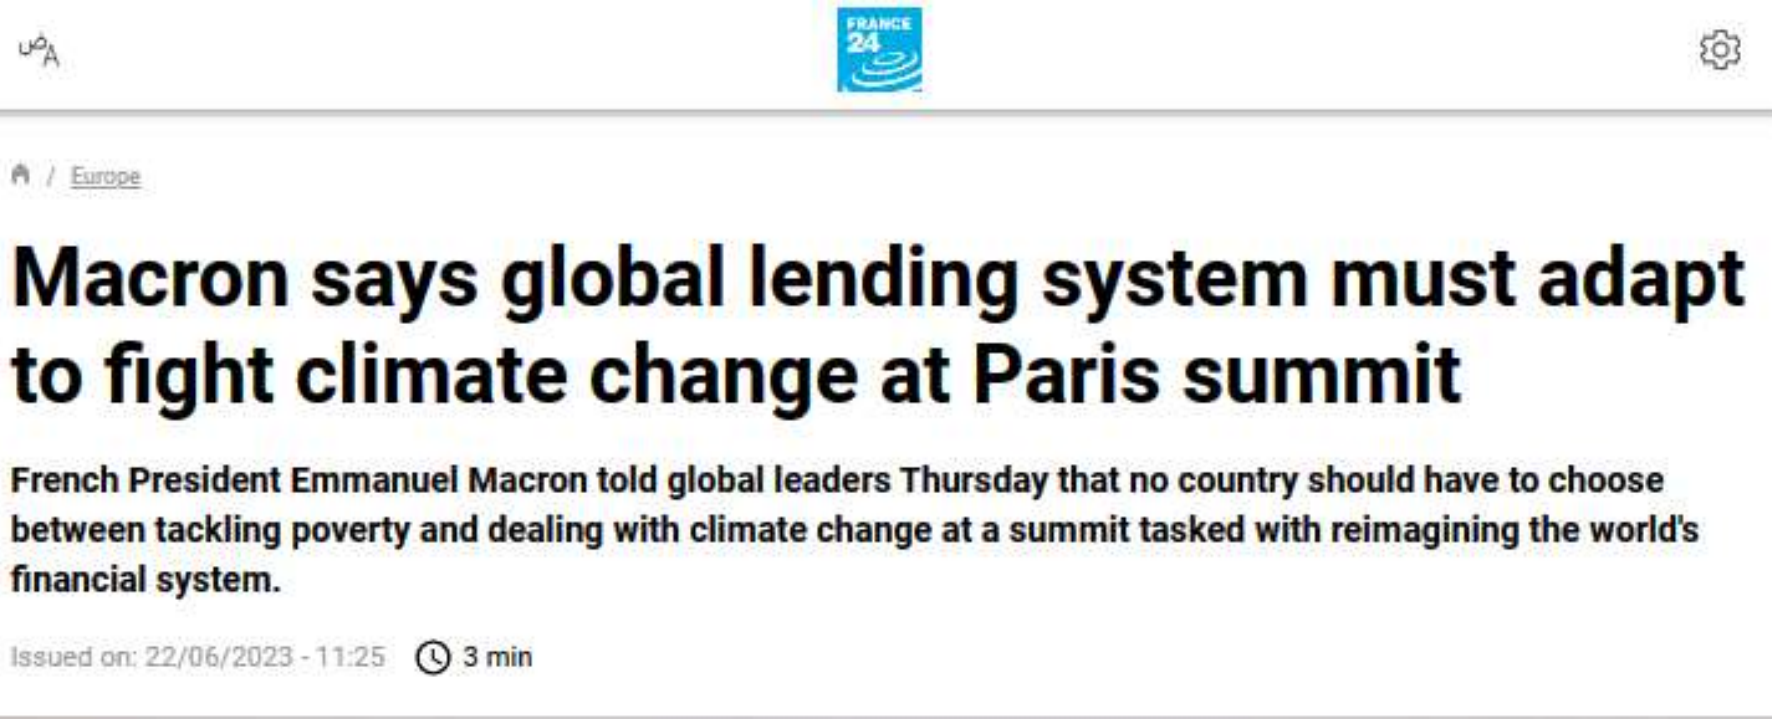 ضA
FRANCE
24
/ Europe
Macron says global lending system must adapt
to fight climate change at Paris summit
French President Emmanuel Macron told global leaders Thursday that no country should have to choose
between tackling poverty and dealing with climate change at a summit tasked with reimagining the world's
financial system.
Issued on: 22/06/2023 - 11:25 3 min